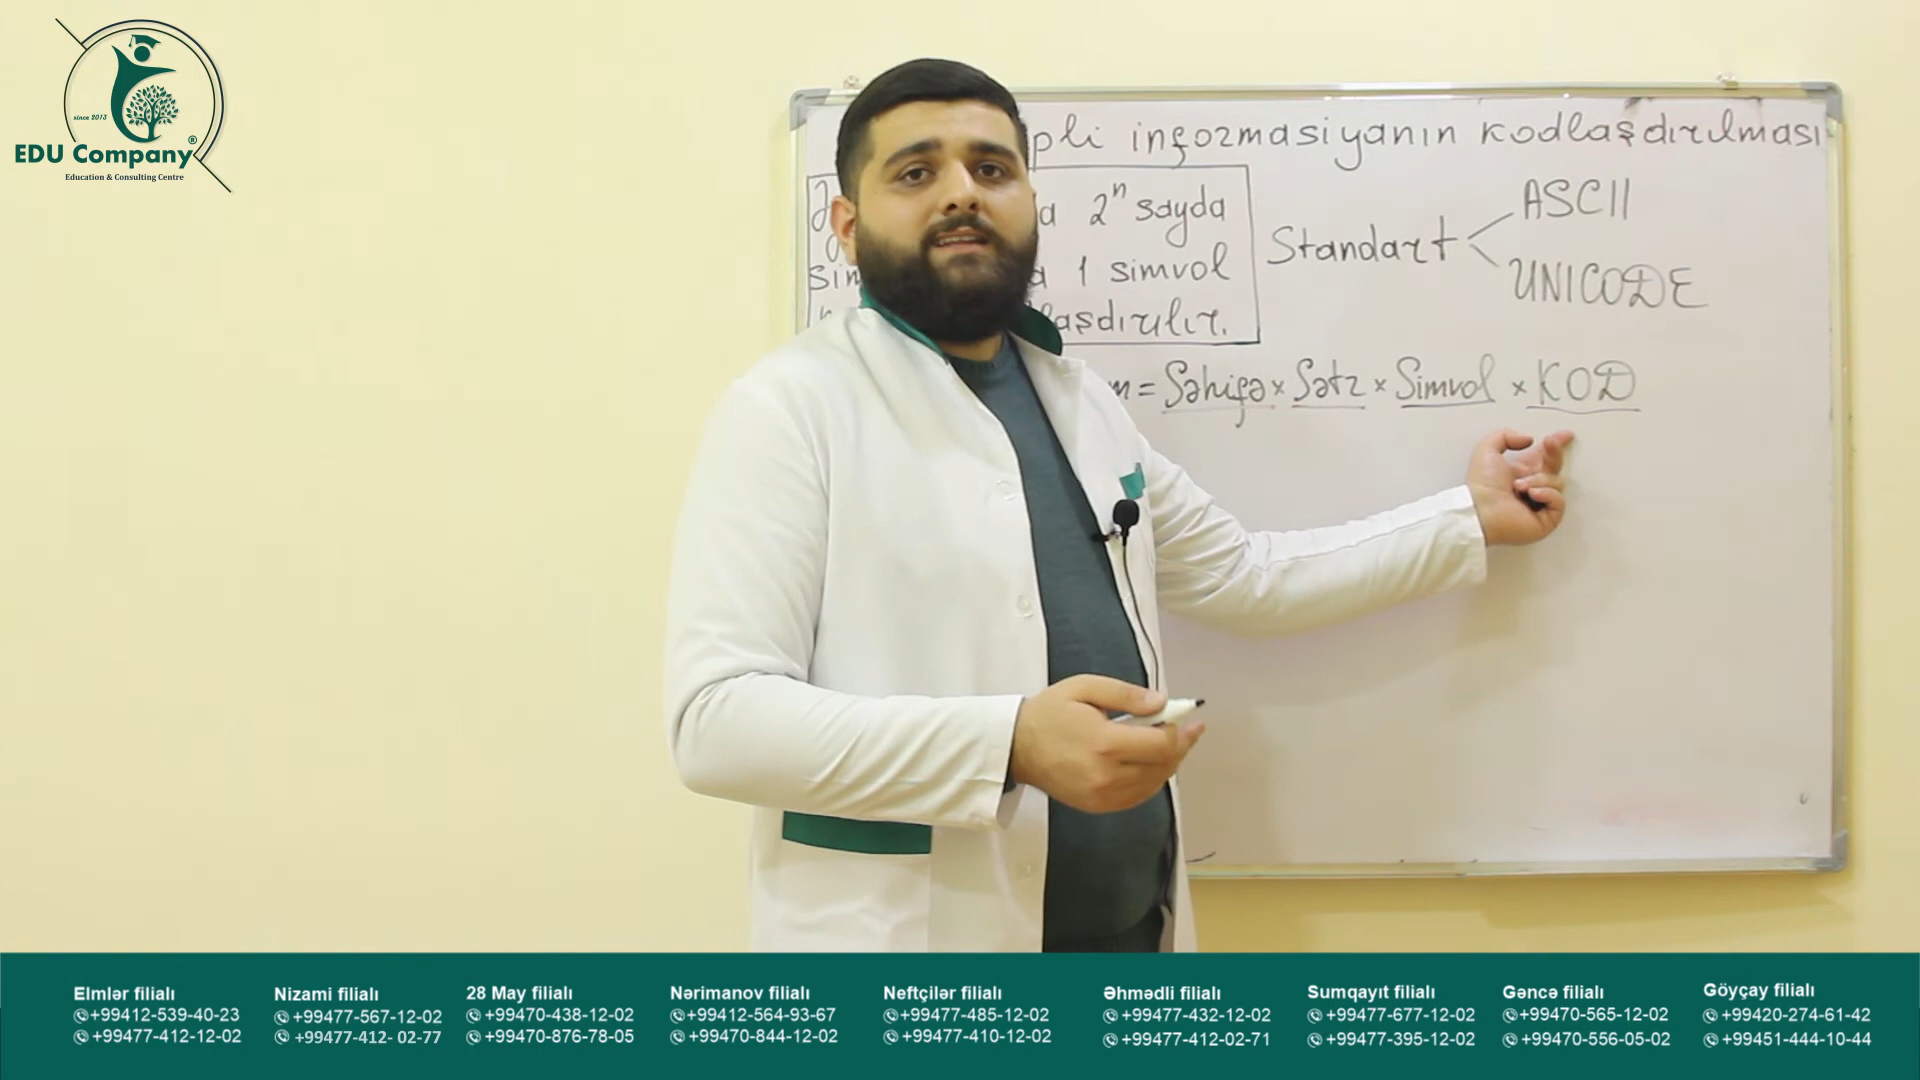 since 2013
EDU Company®
Education & Consulting Centre
informasiyanın kodlaşdırılması
2ⁿ sayda
1 simvol
Standart
ASCII
UNICODE
= Səhifə × Sətr × Simvol × KOD
Elmlər filialı
+99412-539-40-23
+99477-412-12-02
Nizami filialı
+99477-567-12-02
+99477-412- 02-77
28 May filialı
+99470-438-12-02
+99470-876-78-05
Nərimanov filialı
+99412-564-93-67
+99470-844-12-02
Neftçilər filialı
+99477-485-12-02
+99477-410-12-02
Əhmədli filialı
+99477-432-12-02
+99477-412-02-71
Sumqayıt filialı
+99477-677-12-02
+99477-395-12-02
Gəncə filialı
+99470-565-12-02
+99470-556-05-02
Göyçay filialı
+99420-274-61-42
+99451-444-10-44